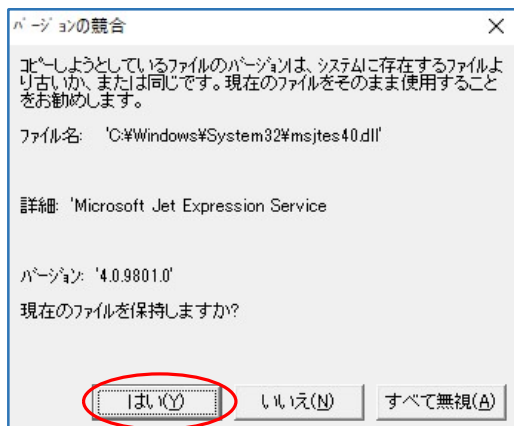 ﾊﾞｰｼﾞｮﾝの競合
ｺﾋﾟｰしようとしているﾌｧｲﾙのﾊﾞｰｼﾞｮﾝは、ｼｽﾃﾑに存在するﾌｧｲﾙよ
り古いか、または同じです。現在のﾌｧｲﾙをそのまま使用すること
をお勧めします。
ﾌｧｲﾙ名: 'C:¥Windows¥System32¥msjtes40.dll'
詳細: 'Microsoft Jet Expression Service
ﾊﾞｰｼﾞｮﾝ: '4.0.9801.0'
現在のﾌｧｲﾙを保持しますか?
はい(Y) いいえ(N) すべて無視(A)